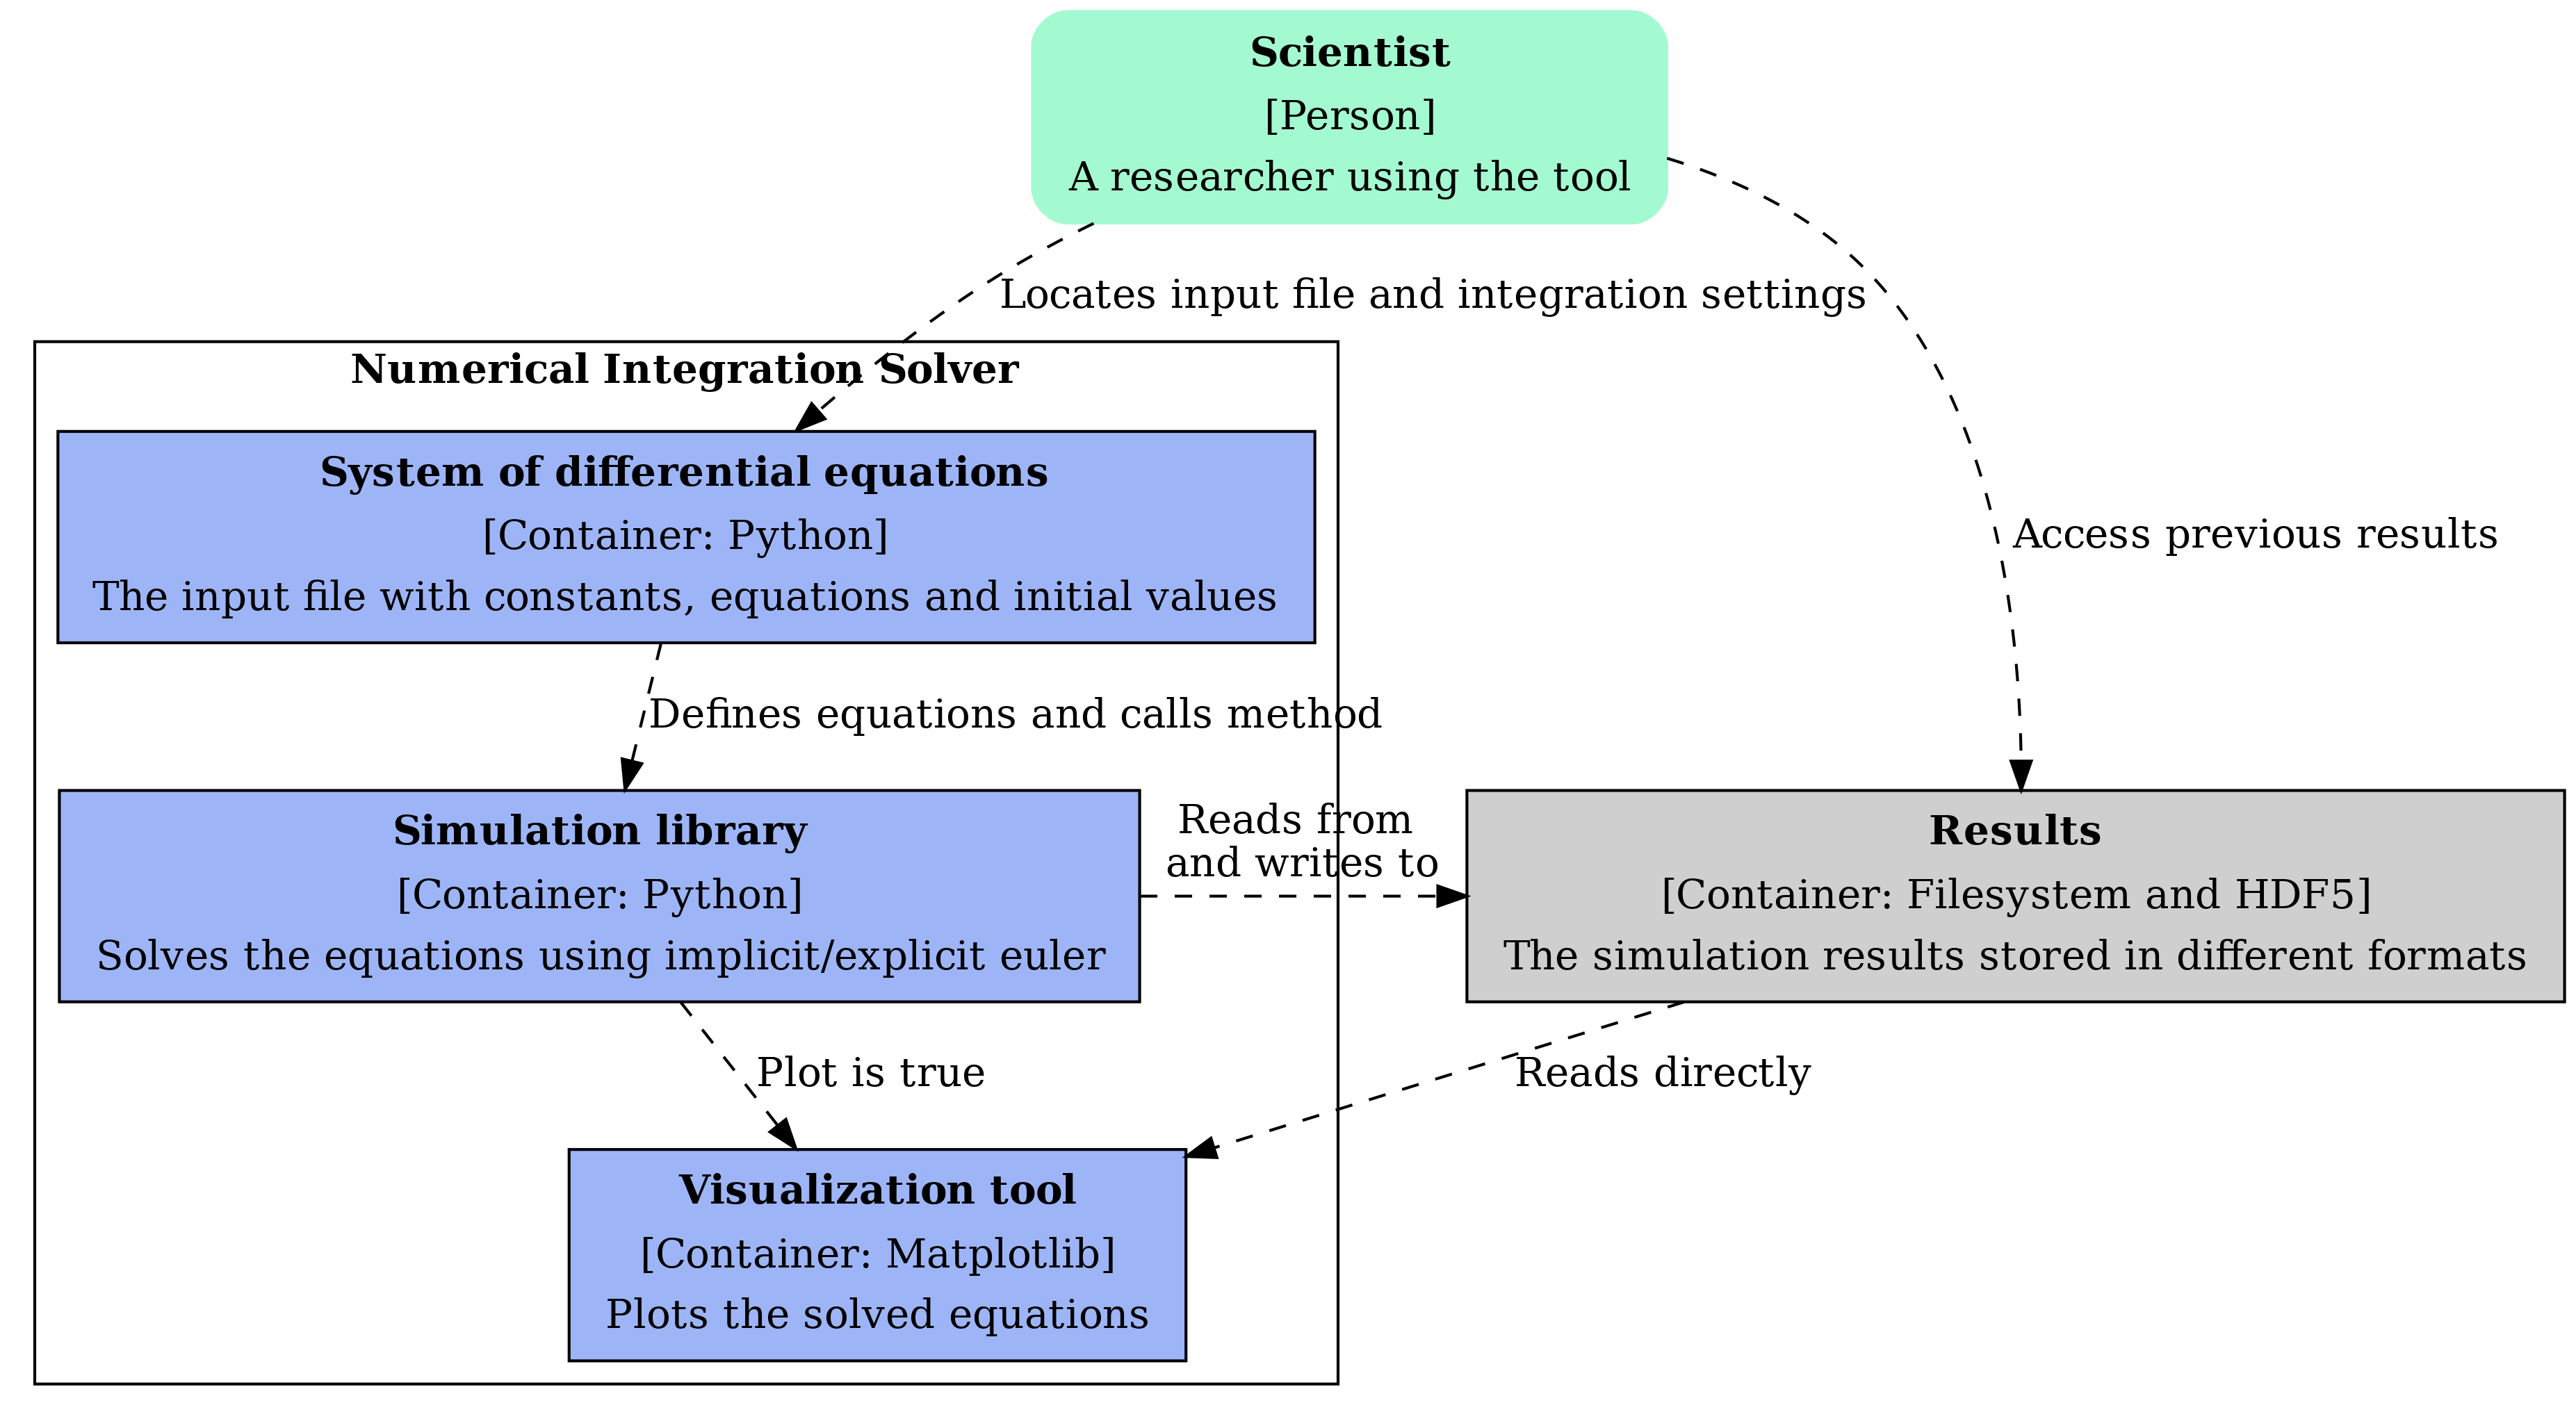 Scientist
[Person]
A researcher using the tool
Locates input file and integration settings
Numerical Integration Solver
System of differential equations
[Container: Python]
The input file with constants, equations and initial values
Access previous results
Defines equations and calls method
Simulation library
[Container: Python]
Solves the equations using implicit/explicit euler
Reads from
and writes to
Results
[Container: Filesystem and HDF5]
The simulation results stored in different formats
Plot is true
Reads directly
Visualization tool
[Container: Matplotlib]
Plots the solved equations